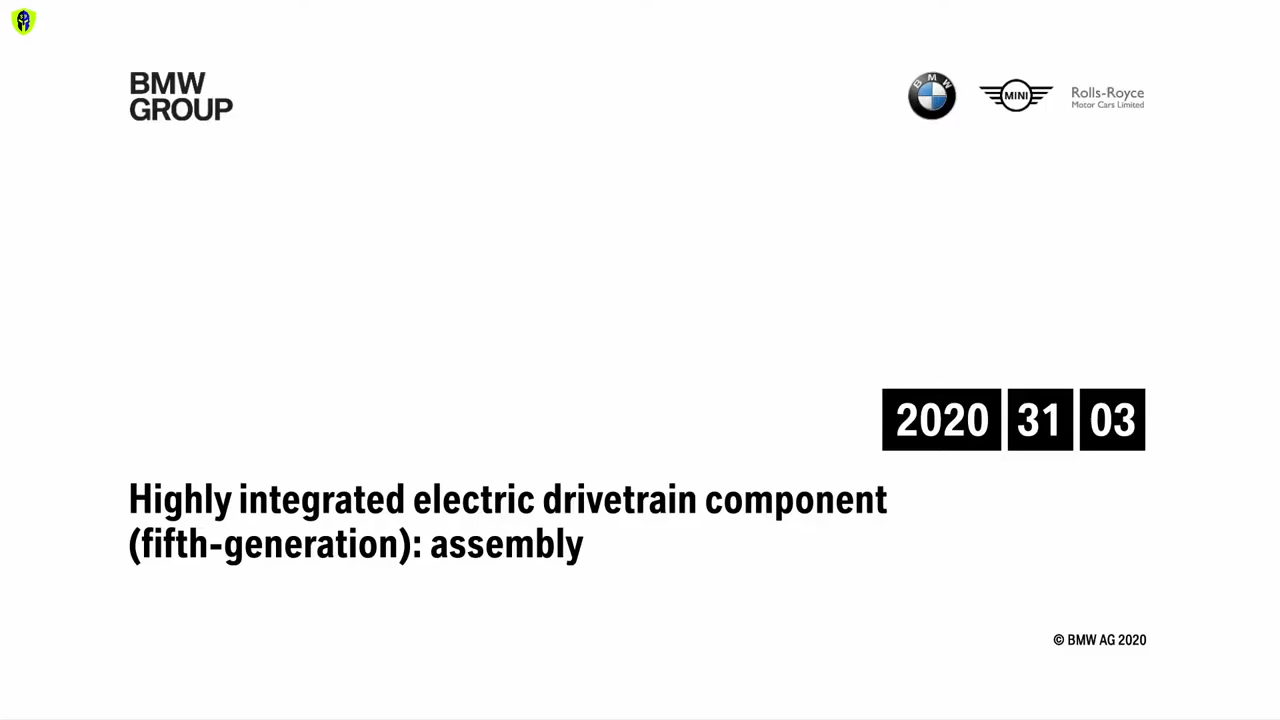 BMW
GROUP
BMW
MINI
Rolls-Royce
Motor Cars Limited
2020 31 03
Highly integrated electric drivetrain component
(fifth-generation): assembly
© BMW AG 2020